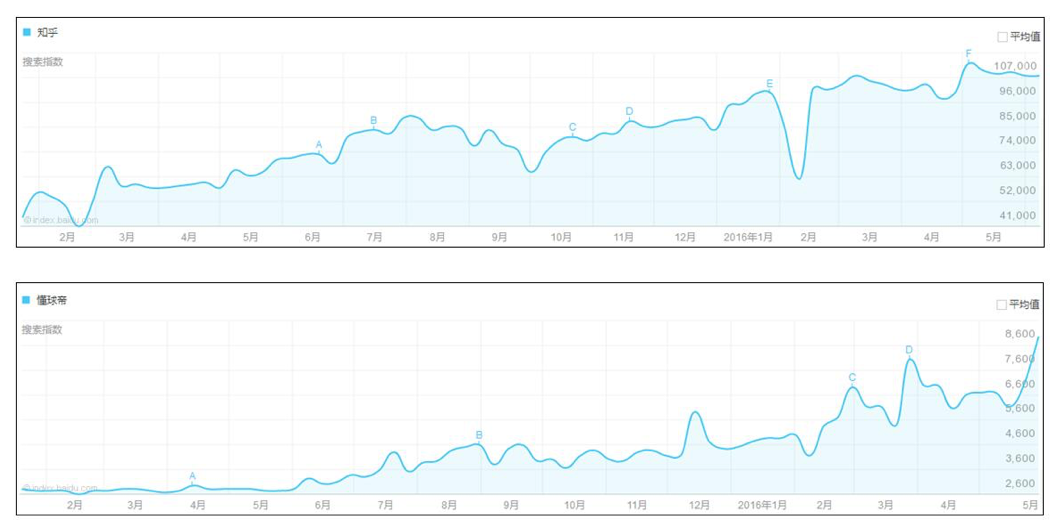 知乎
平均值
搜索指数
F
107,000
E
96,000
D
85,000
B
C
74,000
A
63,000
52,000
41,000
©index.baidu.com
2月 3月 4月 5月 6月 7月 8月 9月 10月 11月 12月 2016年1月 2月 3月 4月 5月
懂球帝
平均值
搜索指数
8,600
D
7,600
C
6,600
5,600
B
4,600
3,600
A
2,600
©index.baidu.com
2月 3月 4月 5月 6月 7月 8月 9月 10月 11月 12月 2016年1月 2月 3月 4月 5月